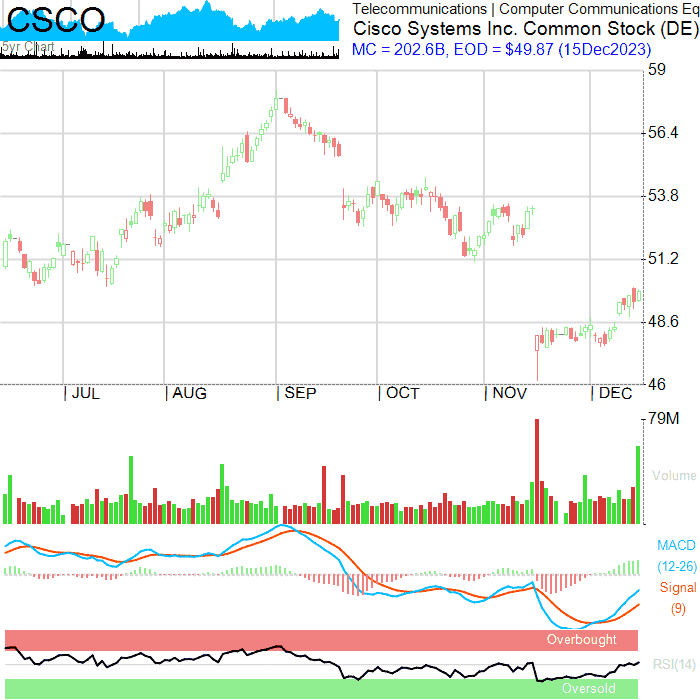 CSCO
5yr Chart
Telecommunications | Computer Communications Eq
Cisco Systems Inc. Common Stock (DE)
MC = 202.6B, EOD = $49.87 (15Dec2023)
59
56.4
53.8
51.2
48.6
46
| JUL | AUG | SEP | OCT | NOV | DEC
79M
Volume
MACD
(12-26)
Signal
(9)
Overbought
RSI(14)
Oversold